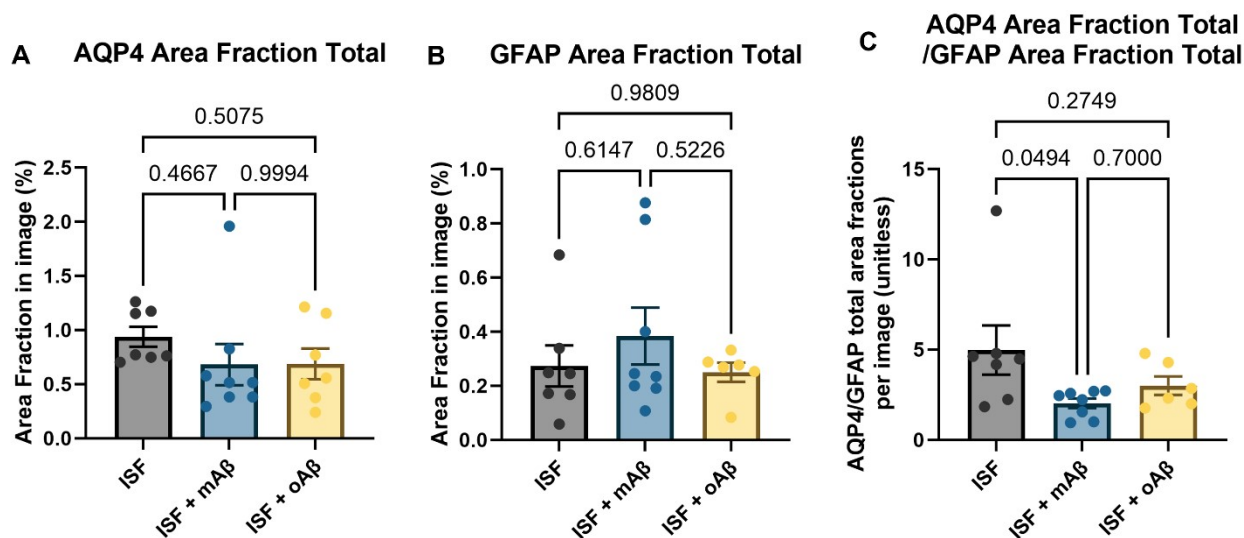 A
AQP4 Area Fraction Total
0.5075
0.4667
0.9994
Area Fraction in image (%)
2.5
2.0
1.5
1.0
0.5
0.0
ISF
ISF + mAβ
ISF + oAβ
B
GFAP Area Fraction Total
0.9809
0.6147
0.5226
Area Fraction in image (%)
1.0
0.8
0.6
0.4
0.2
0.0
ISF
ISF + mAβ
ISF + oAβ
C
AQP4 Area Fraction Total
/GFAP Area Fraction Total
0.2749
0.0494
0.7000
AQP4/GFAP total area fractions
per image (unitless)
15
10
5
0
ISF
ISF + mAβ
ISF + oAβ